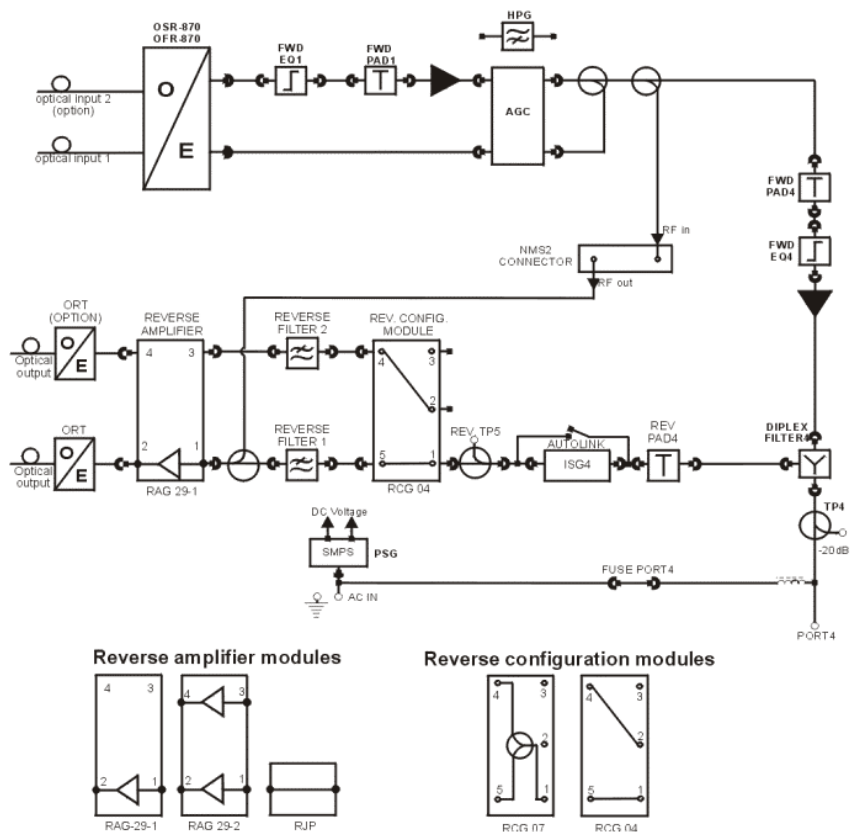 OSR-870
OFR-870
HPG
FWD
EQ1
FWD
PAD1
O
E
AGC
optical input 2
(option)
optical input 1
FWD
PAD4
FWD
EQ4
RF in
NMS2
CONNECTOR
RF out
ORT
(OPTION)
REVERSE
AMPLIFIER
REVERSE
FILTER 2
REV. CONFIG.
MODULE
O
E
Optical
output
4
3
4
3
2
ORT
2
1
REVERSE
FILTER 1
5
1
REV. TP5
AUTOLINK
ISG4
REV
PAD4
DIPLEX
FILTER4
O
E
Optical
output
RAG 29-1
RCG 04
TP4
-20dB
DC Voltage
SMPS
PSG
FUSE PORT4
AC IN
PORT4
Reverse amplifier modules
Reverse configuration modules
4
3
4
3
4
3
4
3
2
2
2
1
2
1
5
1
5
1
RAG-29-1
RAG 29-2
RJP
RCG 07
RCG 04